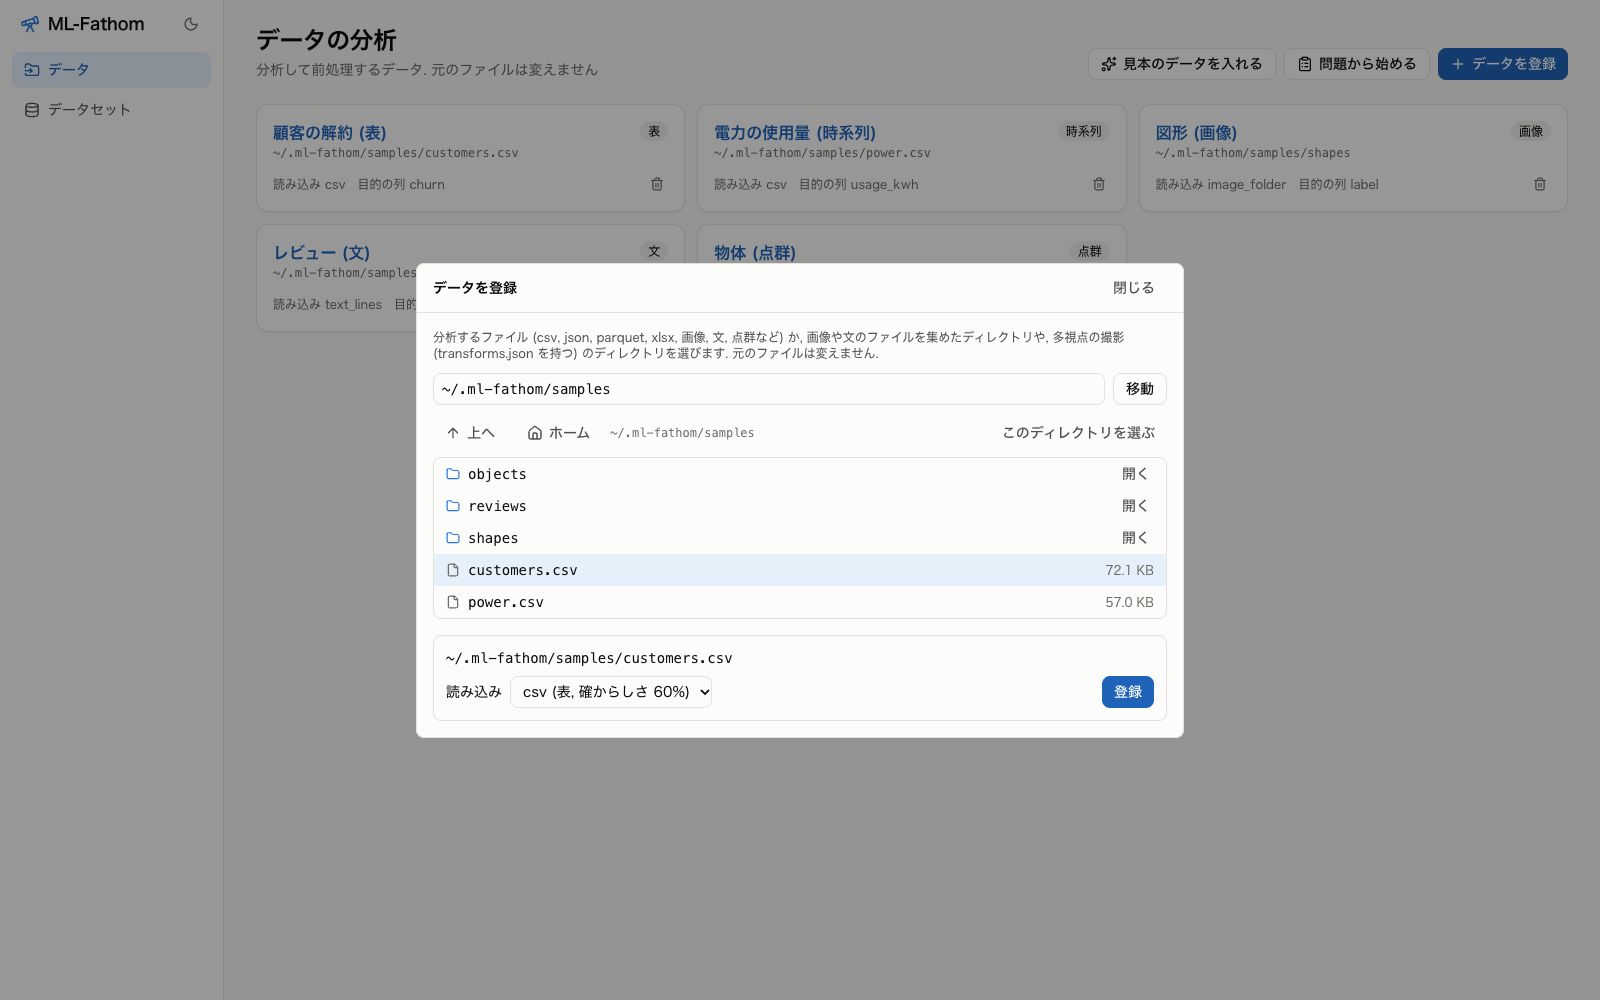 ML-Fathom
データ
データセット
データの分析
分析して前処理するデータ. 元のファイルは変えません
見本のデータを入れる
問題から始める
データを登録
顧客の解約 (表)
表
~/.ml-fathom/samples/customers.csv
読み込み csv 目的の列 churn
電力の使用量 (時系列)
時系列
~/.ml-fathom/samples/power.csv
読み込み csv 目的の列 usage_kwh
図形 (画像)
画像
~/.ml-fathom/samples/shapes
読み込み image_folder 目的の列 label
レビュー (文)
文
~/.ml-fathom/samples
読み込み text_lines 目的
物体 (点群)
点群
データを登録
閉じる
分析するファイル (csv, json, parquet, xlsx, 画像, 文, 点群など) か, 画像や文のファイルを集めたディレクトリや, 多視点の撮影
(transforms.json を持つ) のディレクトリを選びます. 元のファイルは変えません.
~/.ml-fathom/samples
移動
上へ
ホーム
~/.ml-fathom/samples
このディレクトリを選ぶ
objects 開く
reviews 開く
shapes 開く
customers.csv 72.1 KB
power.csv 57.0 KB
~/.ml-fathom/samples/customers.csv
読み込み csv (表, 確からしさ 60%)
登録